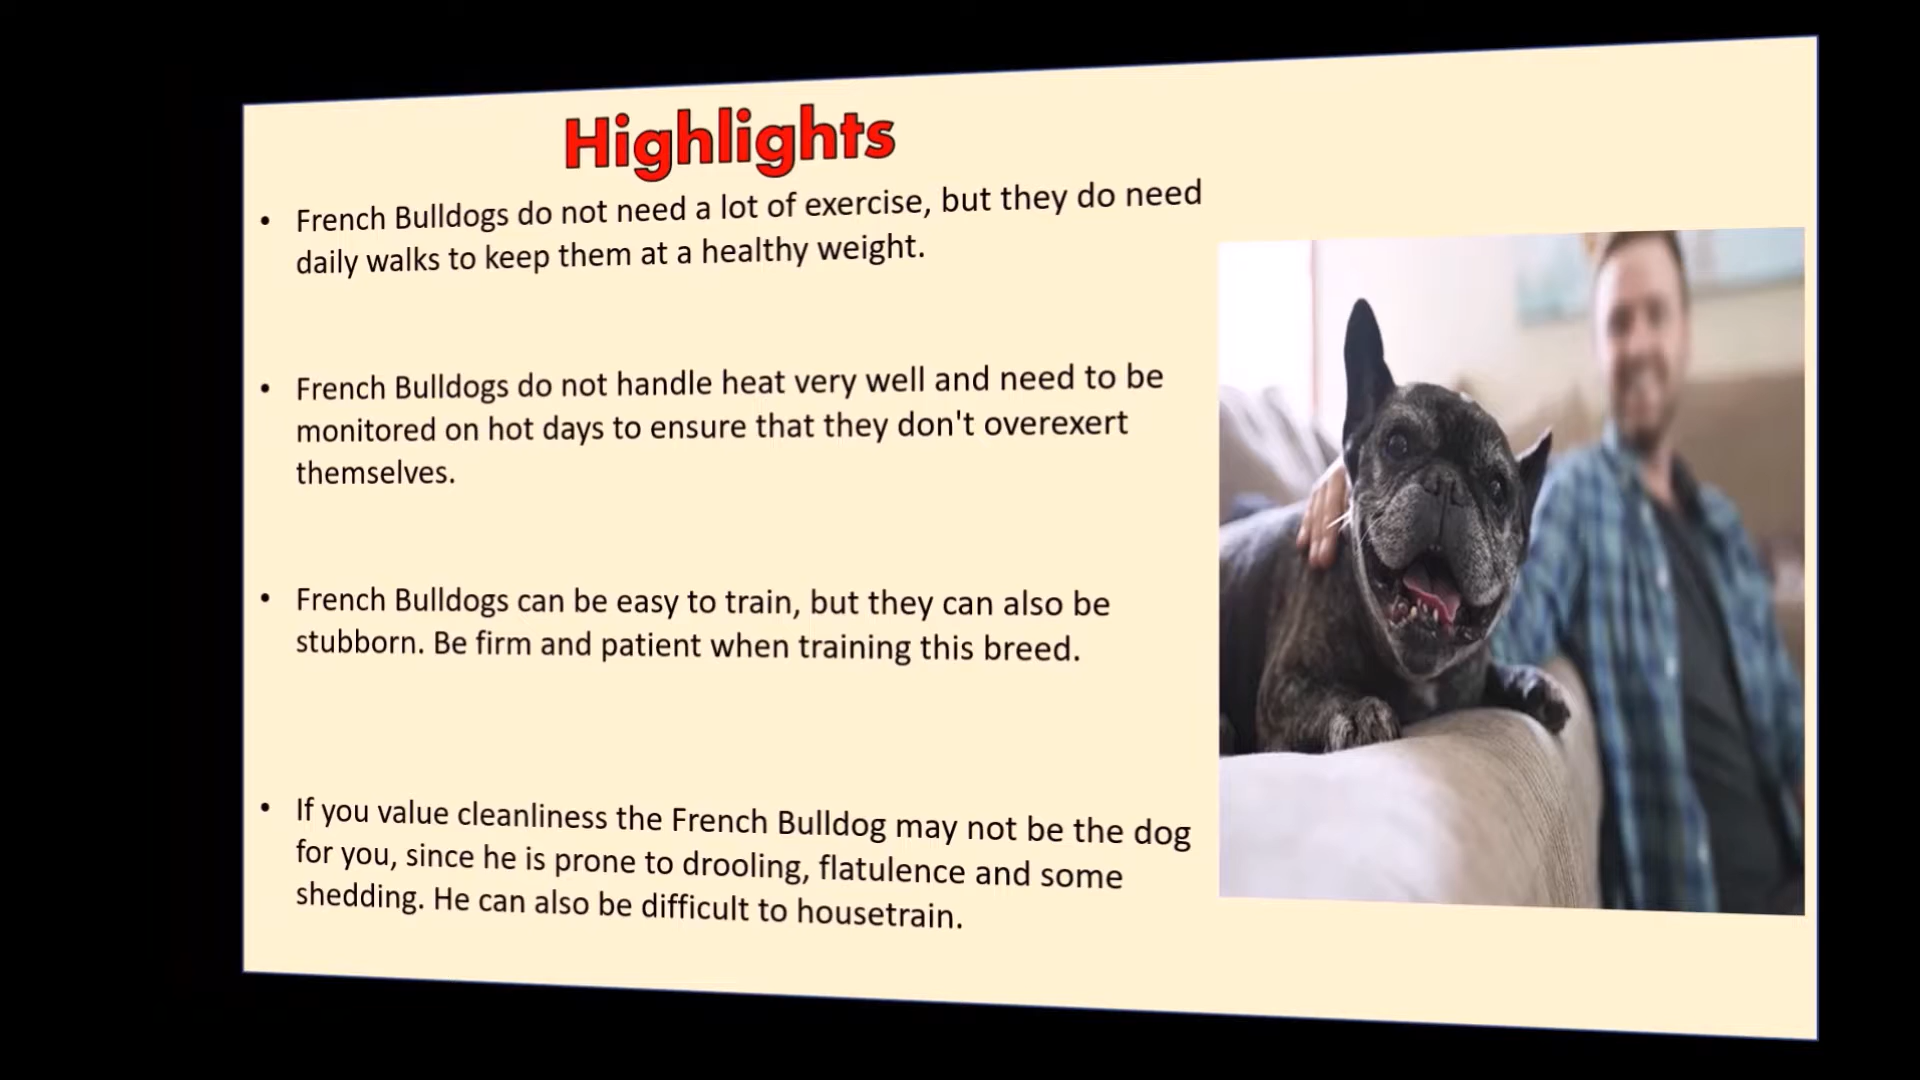 Highlights
• French Bulldogs do not need a lot of exercise, but they do need
daily walks to keep them at a healthy weight.
• French Bulldogs do not handle heat very well and need to be
monitored on hot days to ensure that they don't overexert
themselves.
• French Bulldogs can be easy to train, but they can also be
stubborn. Be firm and patient when training this breed.
• If you value cleanliness the French Bulldog may not be the dog
for you, since he is prone to drooling, flatulence and some
shedding. He can also be difficult to housetrain.